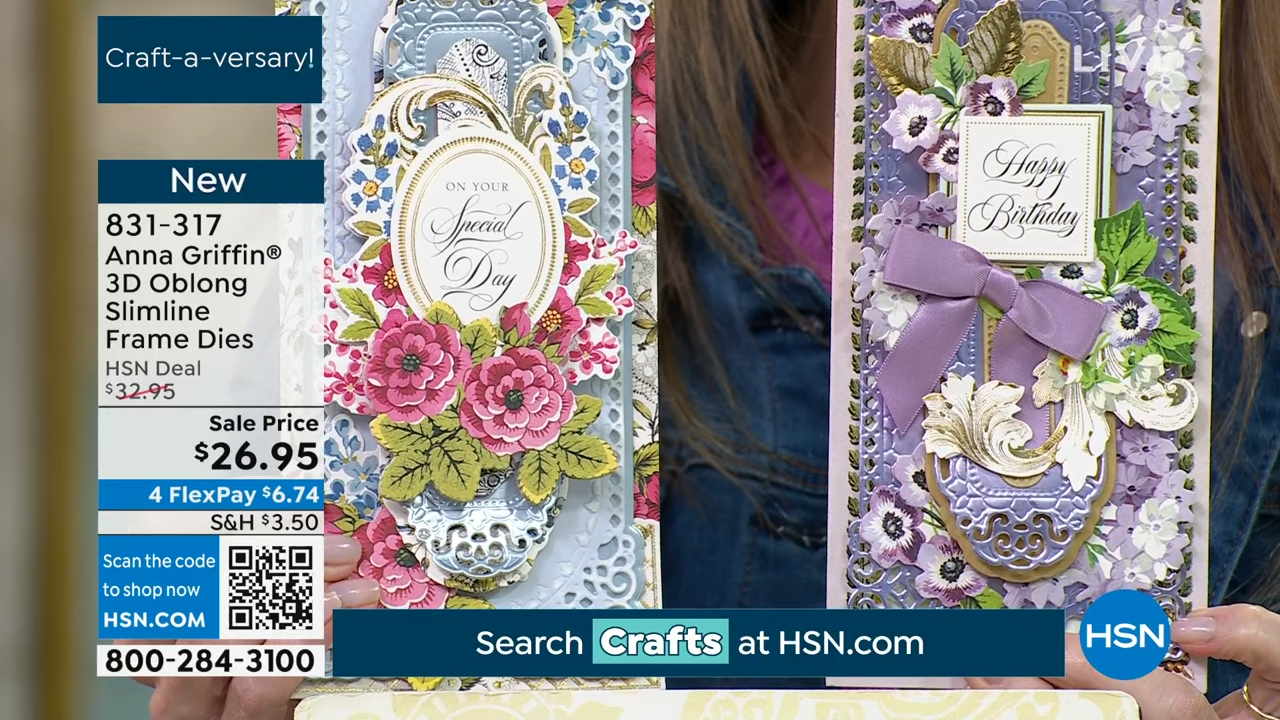 Craft-a-versary!
New
831-317
Anna Griffin®
3D Oblong
Slimline
Frame Dies
HSN Deal
$32.95
Sale Price
$26.95
4 FlexPay $6.74
S&H $3.50
Scan the code
to shop now
HSN.COM
800-284-3100
ON YOUR
Special
Day
LIVE
Happy
Birthday
Search Crafts at HSN.com
HSN